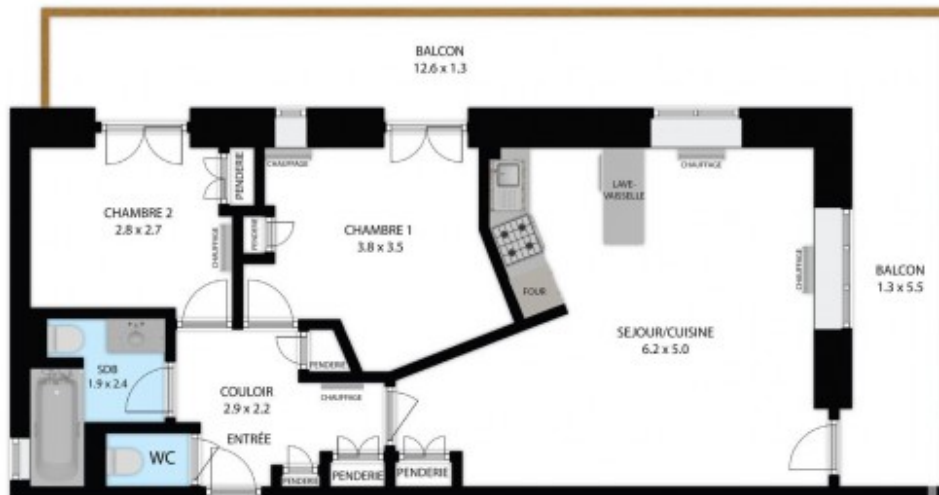 BALCON
12.6 x 1.3
CHAUFFAGE
CHAUFFAGE
PENDERIE
LAVE-
VAISSELLE
CHAMBRE 2
2.8 x 2.7
CHAUFFAGE
PENDERIE
CHAMBRE 1
3.8 x 3.5
CHAUFFAGE
BALCON
1.3 x 5.5
FOUR
SEJOUR/CUISINE
6.2 x 5.0
SDB
1.9 x 2.4
PENDERIE
COULOIR
2.9 x 2.2
CHAUFFAGE
ENTRÉE
WC
PENDERIE
PENDERIE
PENDERIE